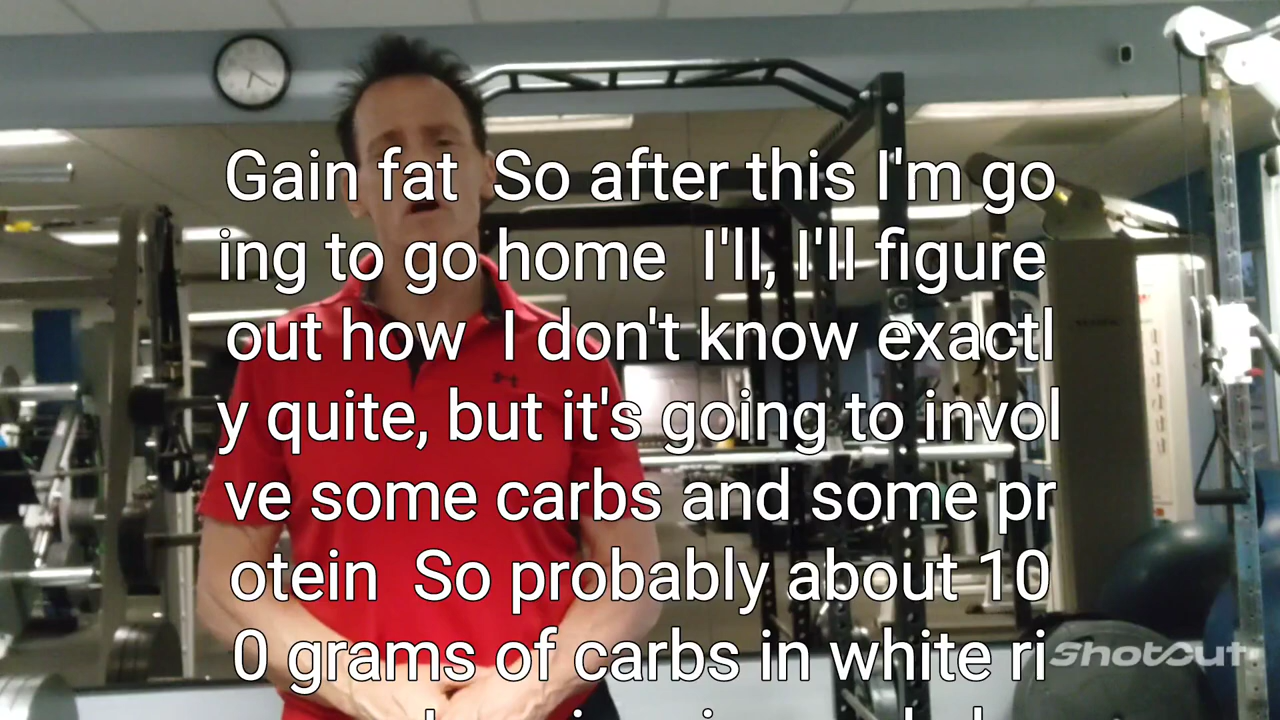 Gain fat  So after this I'm go
ing to go home  I'll, I'll figure
out how  I don't know exactl
y quite, but it's going to invol
ve some carbs and some pr
otein  So probably about 10
0 grams of carbs in white ri
ShotCut